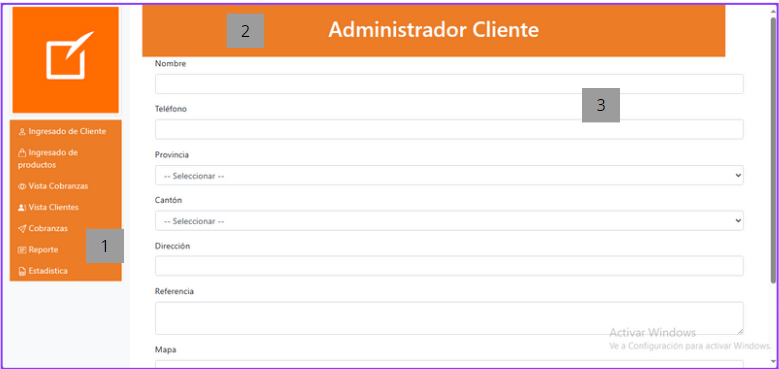 2
Administrador Cliente
Nombre
3
Teléfono
Ingresado de Cliente
Ingresado de
productos
Vista Cobranzas
Vista Clientes
Cobranzas
1
Reporte
Estadistica
Provincia
-- Seleccionar --
Cantón
-- Seleccionar --
Dirección
Referencia
Mapa
Activar Windows
Ve a Configuración para activar Windows.